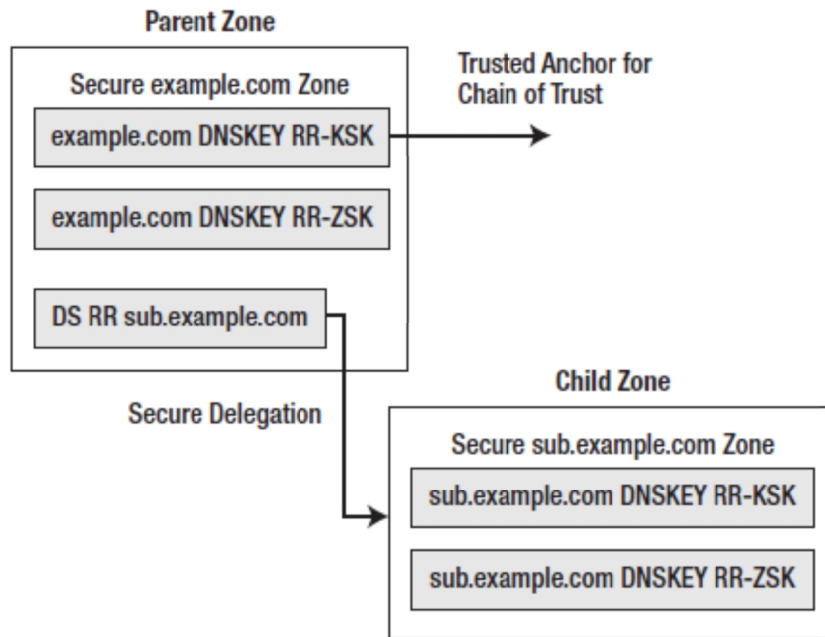 Parent Zone
Secure example.com Zone
example.com DNSKEY RR-KSK
example.com DNSKEY RR-ZSK
DS RR sub.example.com
Trusted Anchor for
Chain of Trust
Secure Delegation
Child Zone
Secure sub.example.com Zone
sub.example.com DNSKEY RR-KSK
sub.example.com DNSKEY RR-ZSK